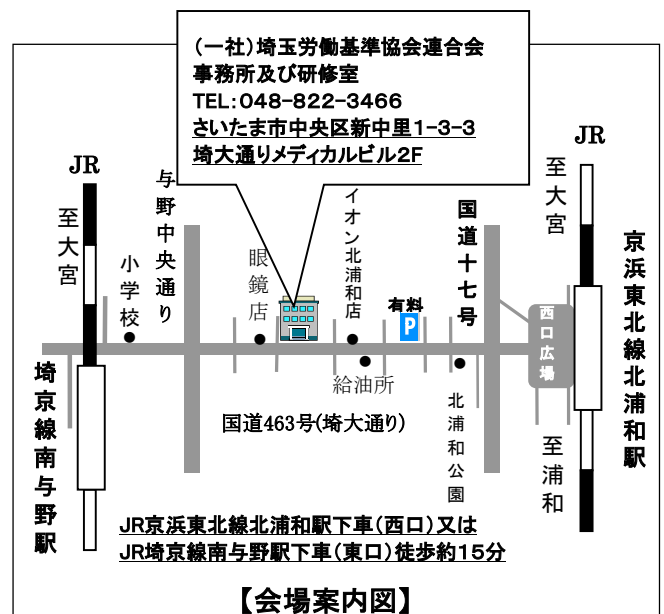 （一社）埼玉労働基準協会連合会
事務所及び研修室
TEL：048-822-3466
さいたま市中央区新中里1-3-3
埼大通りメディカルビル2F
JR
至大宮
小学校
与野中央通り
眼鏡店
イオン北浦和店
有料
P
国道十七号
JR
至大宮
京浜東北線北浦和駅
西口広場
埼京線南与野駅
給油所
国道463号(埼大通り)
北浦和公園
至浦和
JR京浜東北線北浦和駅下車（西口）又は
JR埼京線南与野駅下車（東口）徒歩約15分
【会場案内図】